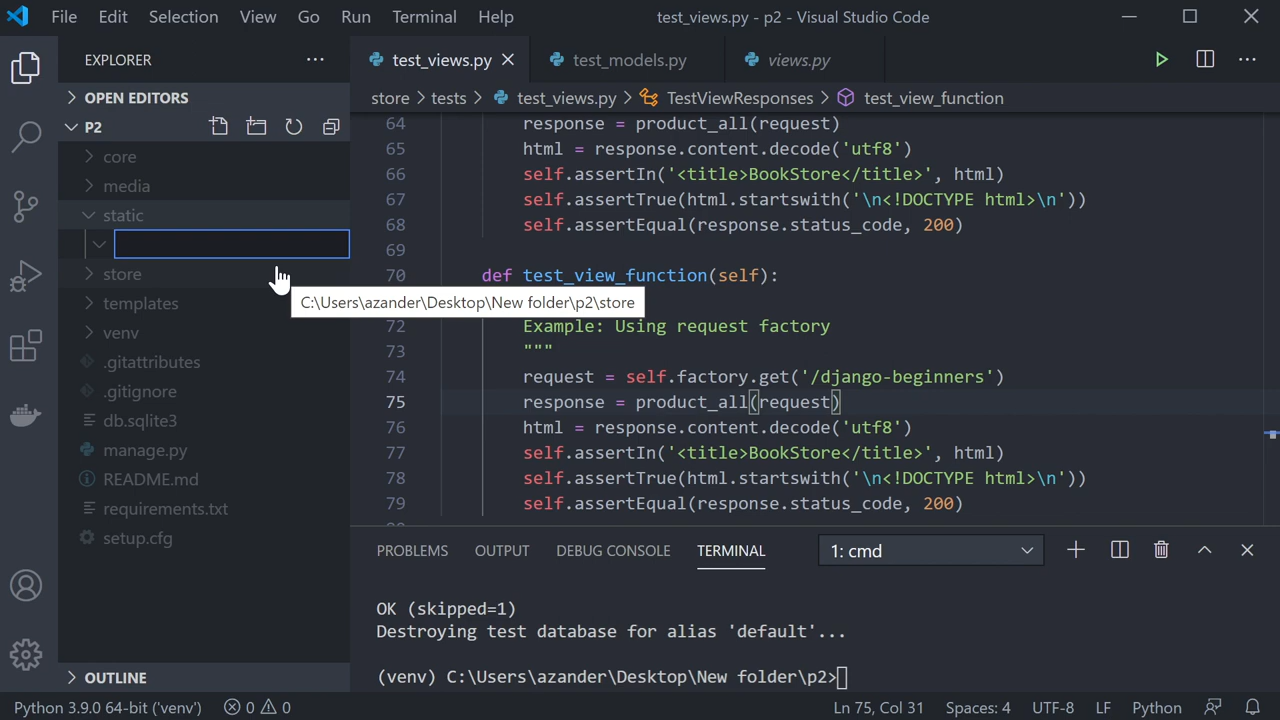 File Edit Selection View Go Run Terminal Help test_views.py - p2 - Visual Studio Code
EXPLORER
OPEN EDITORS
P2
core
media
static
store
templates
venv
.gitattributes
.gitignore
db.sqlite3
manage.py
README.md
requirements.txt
setup.cfg
OUTLINE
test_views.py test_models.py views.py
store > tests > test_views.py > TestViewResponses > test_view_function
64 response = product_all(request)
65 html = response.content.decode('utf8')
66 self.assertIn('<title>BookStore</title>', html)
67 self.assertTrue(html.startswith('\n<!DOCTYPE html>\n'))
68 self.assertEqual(response.status_code, 200)
69
70 def test_view_function(self):
C:\Users\azander\Desktop\New folder\p2\store
72 Example: Using request factory
73 """
74 request = self.factory.get('/django-beginners')
75 response = product_all(request)
76 html = response.content.decode('utf8')
77 self.assertIn('<title>BookStore</title>', html)
78 self.assertTrue(html.startswith('\n<!DOCTYPE html>\n'))
79 self.assertEqual(response.status_code, 200)
PROBLEMS OUTPUT DEBUG CONSOLE TERMINAL 1: cmd
OK (skipped=1)
Destroying test database for alias 'default'...
(venv) C:\Users\azander\Desktop\New folder\p2>
Python 3.9.0 64-bit ('venv') 0 0 Ln 75, Col 31 Spaces: 4 UTF-8 LF Python